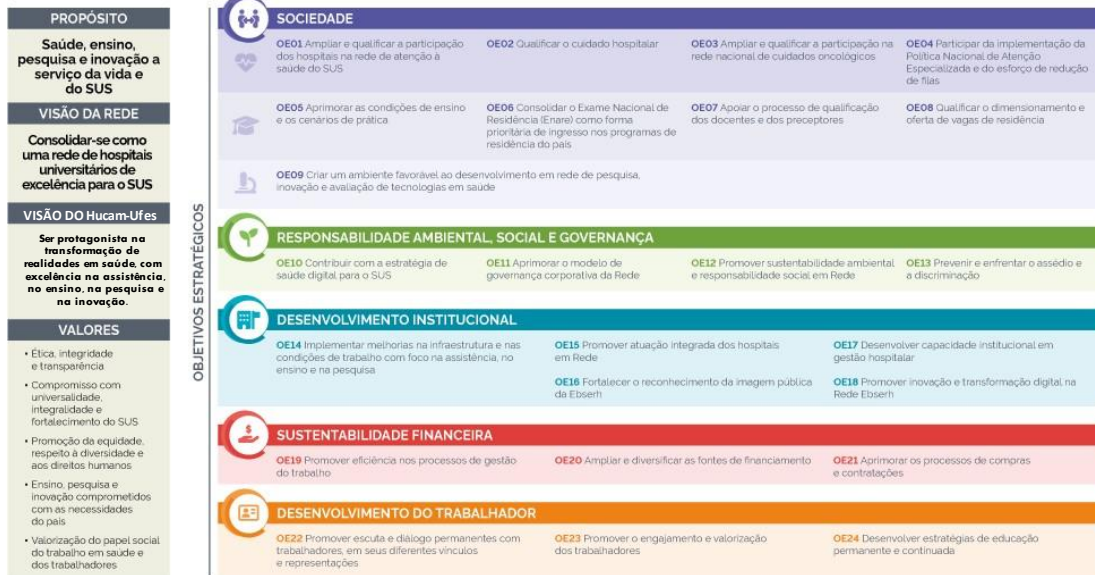 PROPÓSITO
Saúde, ensino,
pesquisa e inovação a
serviço da vida e
do SUS
VISÃO DA REDE
Consolidar-se como
uma rede de hospitais
universitários de
excelência para o SUS
VISÃO DO Hucam-Ufes
Ser protagonista na
transformação de
realidades em saúde, com
excelência na assistência,
no ensino, na pesquisa e
na inovação.
VALORES
• Ética, integridade
e transparência
• Compromisso com
universalidade,
integralidade e
fortalecimento do SUS
• Promoção da equidade,
respeito à diversidade e
aos direitos humanos
• Ensino, pesquisa e
inovação comprometidos
com as necessidades
do país
• Valorização do papel social
do trabalho em saúde e
dos trabalhadores
OBJETIVOS ESTRATÉGICOS
SOCIEDADE
OE01 Ampliar e qualificar a participação
dos hospitais na rede de atenção à
saúde do SUS
OE02 Qualificar o cuidado hospitalar
OE03 Ampliar e qualificar a participação na
rede nacional de cuidados oncológicos
OE04 Participar da implementação da
Política Nacional de Atenção
Especializada e do esforço de redução
de filas
OE05 Aprimorar as condições de ensino
e os cenários de prática
OE06 Consolidar o Exame Nacional de
Residência (Enare) como forma
prioritária de ingresso nos programas de
residência do país
OE07 Apoiar o processo de qualificação
dos docentes e dos preceptores
OE08 Qualificar o dimensionamento e
oferta de vagas de residência
OE09 Criar um ambiente favorável ao desenvolvimento em rede de pesquisa,
inovação e avaliação de tecnologias em saúde
RESPONSABILIDADE AMBIENTAL, SOCIAL E GOVERNANÇA
OE10 Contribuir com a estratégia de
saúde digital para o SUS
OE11 Aprimorar o modelo de
governança corporativa da Rede
OE12 Promover sustentabilidade ambiental
e responsabilidade social em Rede
OE13 Prevenir e enfrentar o assédio e
a discriminação
DESENVOLVIMENTO INSTITUCIONAL
OE14 Implementar melhorias na infraestrutura e nas
condições de trabalho com foco na assistência, no
ensino e na pesquisa
OE15 Promover atuação integrada dos hospitais
em Rede
OE16 Fortalecer o reconhecimento da imagem pública
da Ebserh
OE17 Desenvolver capacidade institucional em
gestão hospitalar
OE18 Promover inovação e transformação digital na
Rede Ebserh
SUSTENTABILIDADE FINANCEIRA
$
OE19 Promover eficiência nos processos de gestão
do trabalho
OE20 Ampliar e diversificar as fontes de financiamento
OE21 Aprimorar os processos de compras
e contratações
DESENVOLVIMENTO DO TRABALHADOR
OE22 Promover escuta e diálogo permanentes com
trabalhadores, em seus diferentes vínculos
e representações
OE23 Promover o engajamento e valorização
dos trabalhadores
OE24 Desenvolver estratégias de educação
permanente e continuada